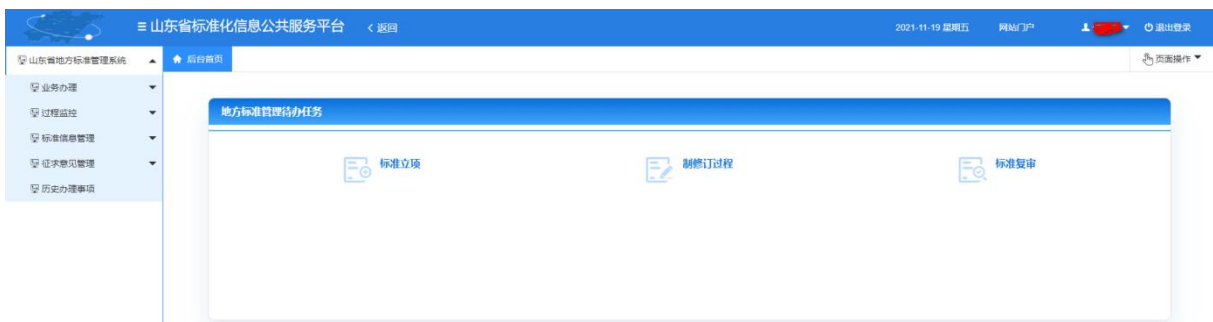 山东省标准化信息公共服务平台 返回 2021-11-19 星期五 网站门户 退出登录
山东省地方标准管理系统 后台首页 页面操作
业务办理
过程监控
标准信息管理
征求意见管理
历史办理事项
地方标准管理待办任务
标准立项 制修订过程 标准复审